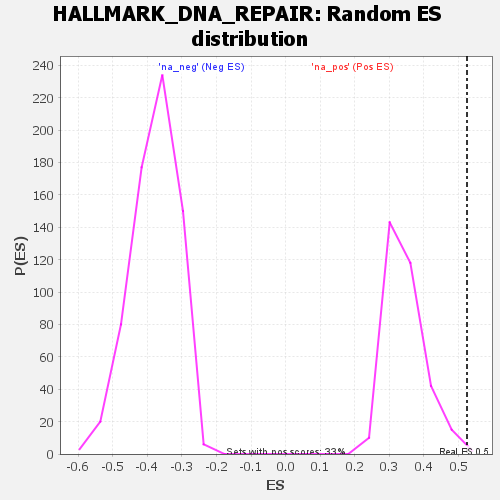 HALLMARK_DNA_REPAIR: Random ES
distribution
'na_neg' (Neg ES)
'na_pos' (Pos ES)
240
220
200
180
160
140
120
100
80
60
40
20
0
P(ES)
Sets with pos scores: 33%
Real ES 0.5
-0.6 -0.5 -0.4 -0.3 -0.2 -0.1 0.0 0.1 0.2 0.3 0.4 0.5
ES